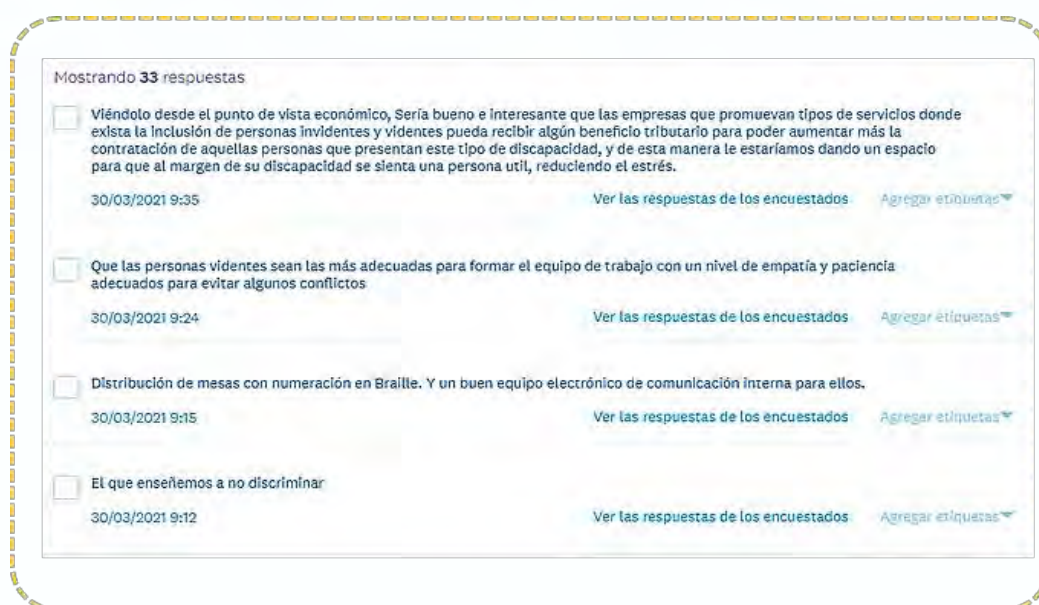 Mostrando 33 respuestas
Viéndolo desde el punto de vista económico, Sería bueno e interesante que las empresas que promuevan tipos de servicios donde
exista la inclusión de personas invidentes y videntes pueda recibir algún beneficio tributario para poder aumentar más la
contratación de aquellas personas que presentan este tipo de discapacidad, y de esta manera le estaríamos dando un espacio
para que al margen de su discapacidad se sienta una persona util, reduciendo el estrés.
30/03/2021 9:35 Ver las respuestas de los encuestados Agregar etiquetas
Que las personas videntes sean las más adecuadas para formar el equipo de trabajo con un nivel de empatía y paciencia
adecuados para evitar algunos conflictos
30/03/2021 9:24 Ver las respuestas de los encuestados Agregar etiquetas
Distribución de mesas con numeración en Braille. Y un buen equipo electrónico de comunicación interna para ellos.
30/03/2021 9:15 Ver las respuestas de los encuestados Agregar etiquetas
El que enseñemos a no discriminar
30/03/2021 9:12 Ver las respuestas de los encuestados Agregar etiquetas